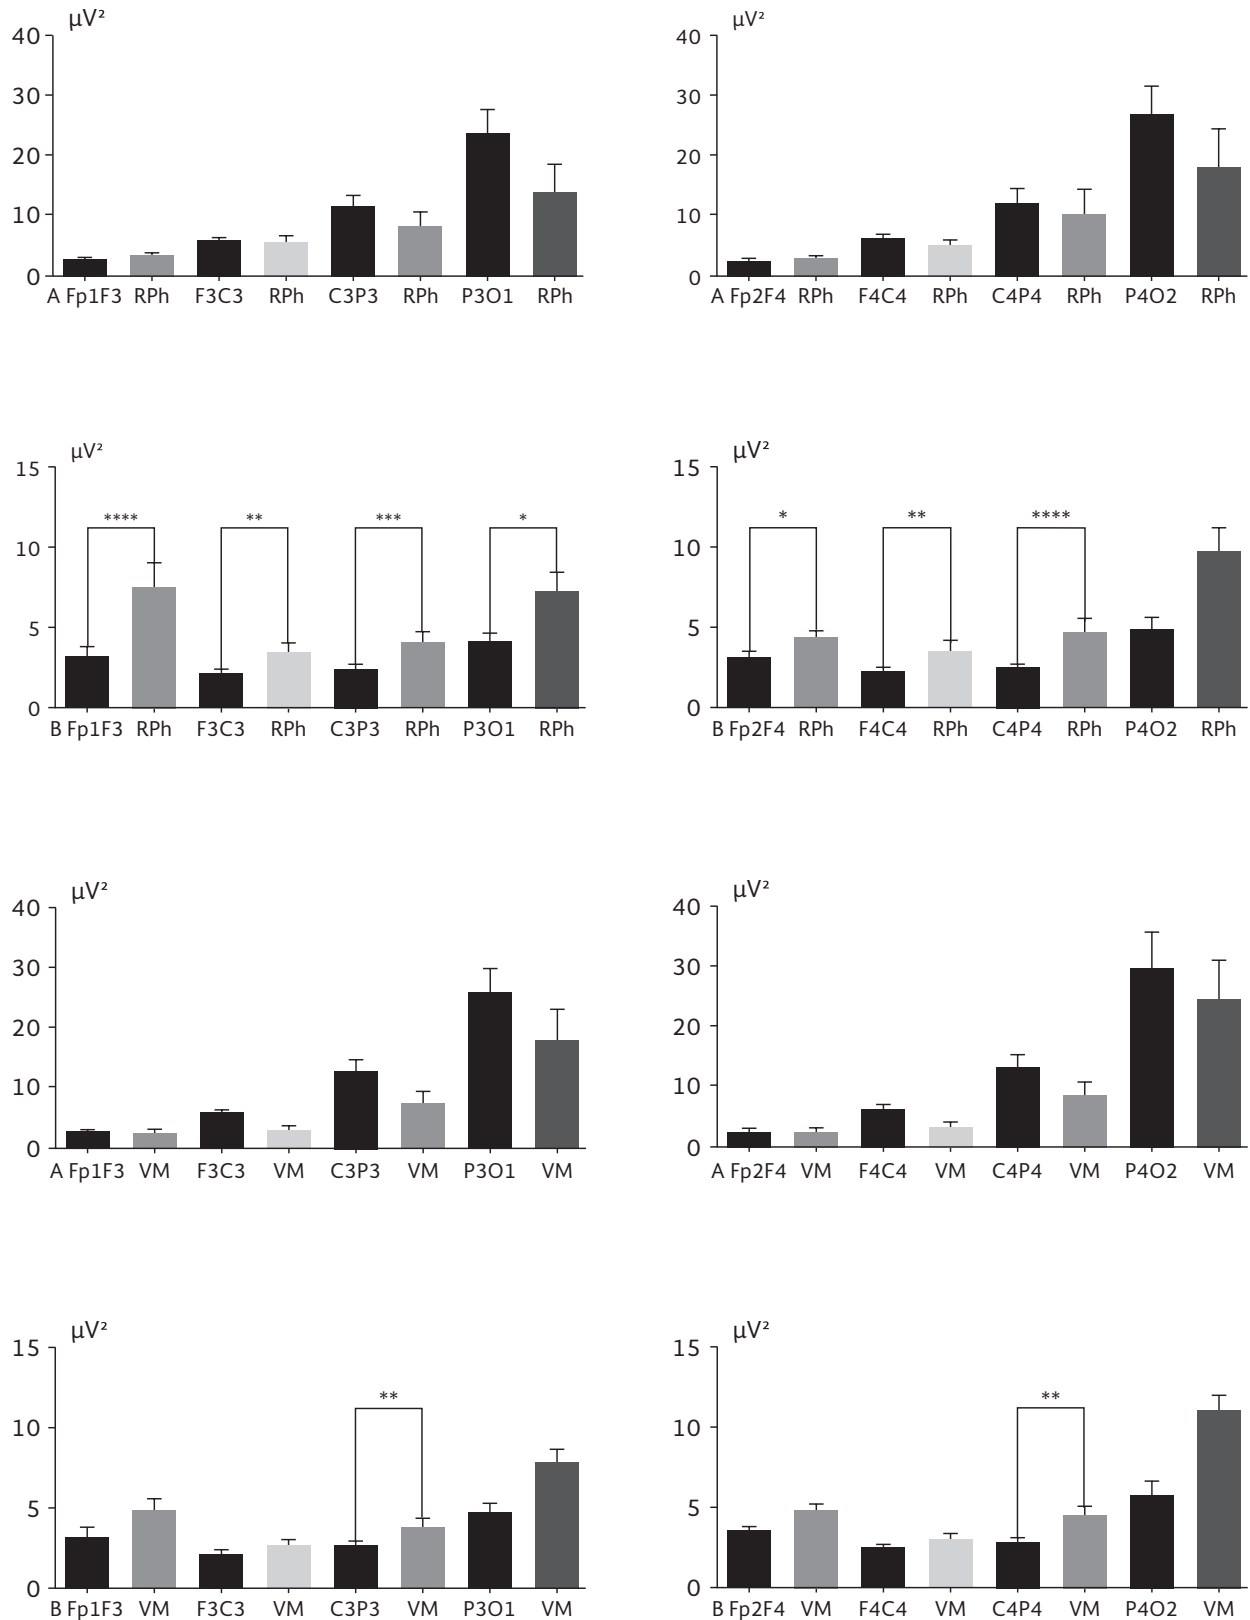 μV²
40
30
20
10
0
A Fp1F3 RPh F3C3 RPh C3P3 RPh P3O1 RPh
μV²
40
30
20
10
0
A Fp2F4 RPh F4C4 RPh C4P4 RPh P4O2 RPh
μV²
15
10
5
0
**** ** *** *
B Fp1F3 RPh F3C3 RPh C3P3 RPh P3O1 RPh
μV²
15
10
5
0
* ** ****
B Fp2F4 RPh F4C4 RPh C4P4 RPh P4O2 RPh
μV²
40
30
20
10
0
A Fp1F3 VM F3C3 VM C3P3 VM P3O1 VM
μV²
40
30
20
10
0
A Fp2F4 VM F4C4 VM C4P4 VM P4O2 VM
μV²
15
10
5
0
**
B Fp1F3 VM F3C3 VM C3P3 VM P3O1 VM
μV²
15
10
5
0
**
B Fp2F4 VM F4C4 VM C4P4 VM P4O2 VM